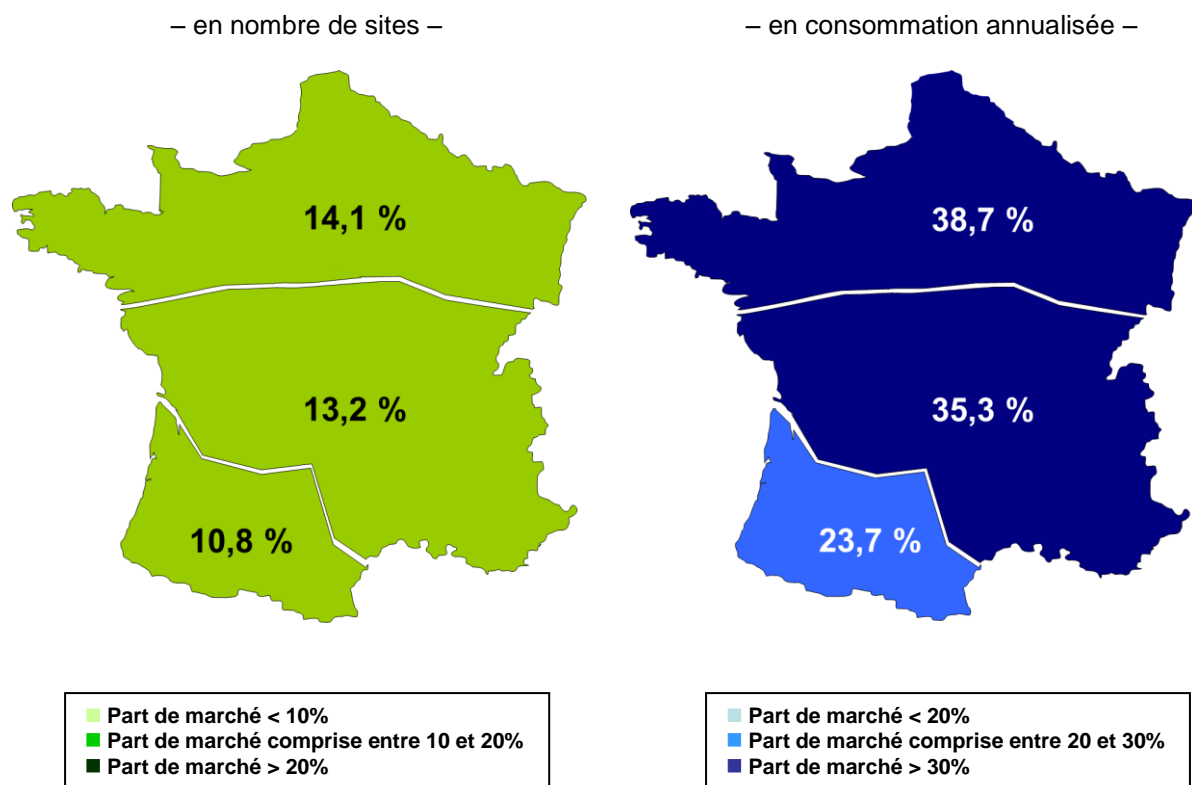 – en nombre de sites –
14,1 %
13,2 %
10,8 %
Part de marché < 10%
Part de marché comprise entre 10 et 20%
Part de marché > 20%
– en consommation annualisée –
38,7 %
35,3 %
23,7 %
Part de marché < 20%
Part de marché comprise entre 20 et 30%
Part de marché > 30%